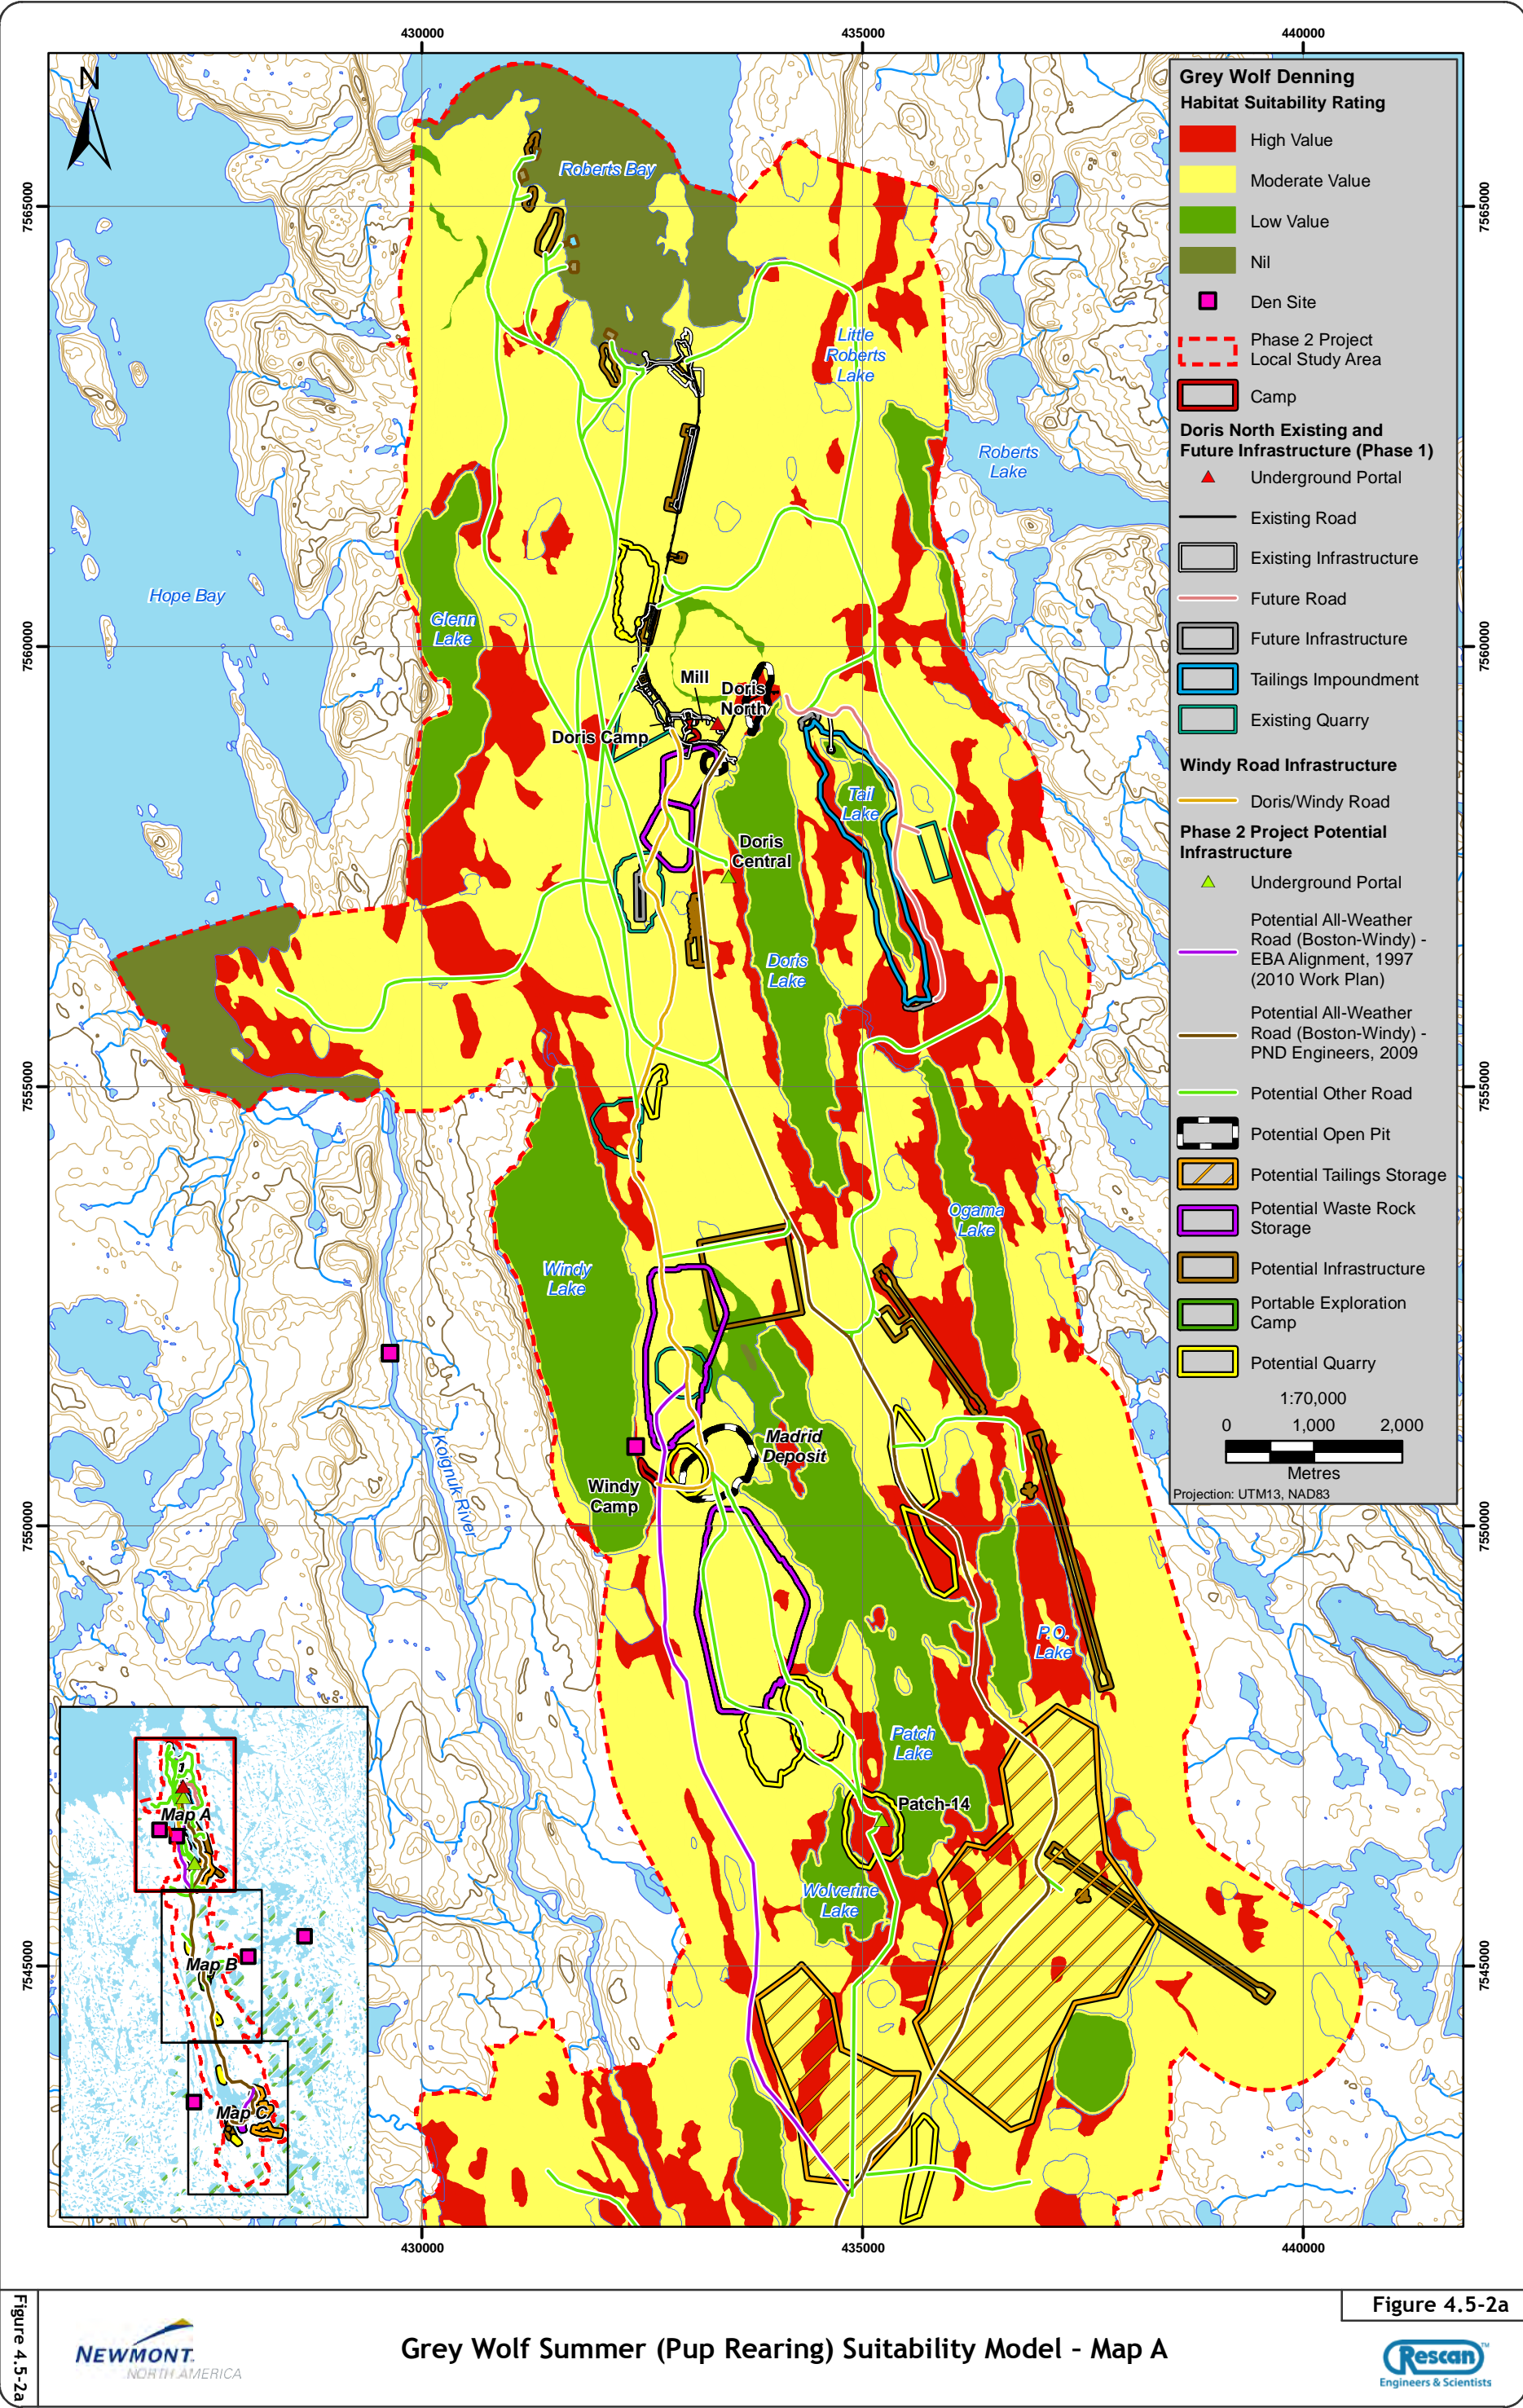 430000
435000
440000
N
7565000
7560000
7555000
7550000
7545000
7565000
7555000
7550000
7545000
Roberts Bay
Little
Roberts
Lake
Roberts
Lake
Hope Bay
Glenn
Lake
Mill
Doris
North
Doris Camp
Tail
Lake
Doris
Central
Doris
Lake
Ogama
Lake
Windy
Lake
Koignuk River
Madrid
Deposit
Windy
Camp
P.O.
Lake
Patch
Lake
Patch-14
Wolverine
Lake
Map A
Map B
Map C
Grey Wolf Denning
Habitat Suitability Rating
High Value
Moderate Value
Low Value
Nil
Den Site
Phase 2 Project
Local Study Area
Camp
Doris North Existing and
Future Infrastructure (Phase 1)
Underground Portal
Existing Road
Existing Infrastructure
Future Road
Future Infrastructure
Tailings Impoundment
Existing Quarry
Windy Road Infrastructure
Doris/Windy Road
Phase 2 Project Potential
Infrastructure
Underground Portal
Potential All-Weather
Road (Boston-Windy) -
EBA Alignment, 1997
(2010 Work Plan)
Potential All-Weather
Road (Boston-Windy) -
PND Engineers, 2009
Potential Other Road
Potential Open Pit
Potential Tailings Storage
Potential Waste Rock
Storage
Potential Infrastructure
Portable Exploration
Camp
Potential Quarry
1:70,000
0 1,000 2,000
Metres
Projection: UTM13, NAD83
430000
435000
440000
Figure 4.5-2a
Figure 4.5-2a
NEWMONT.
NORTH AMERICA
Grey Wolf Summer (Pup Rearing) Suitability Model – Map A
Rescan™
Engineers & Scientists